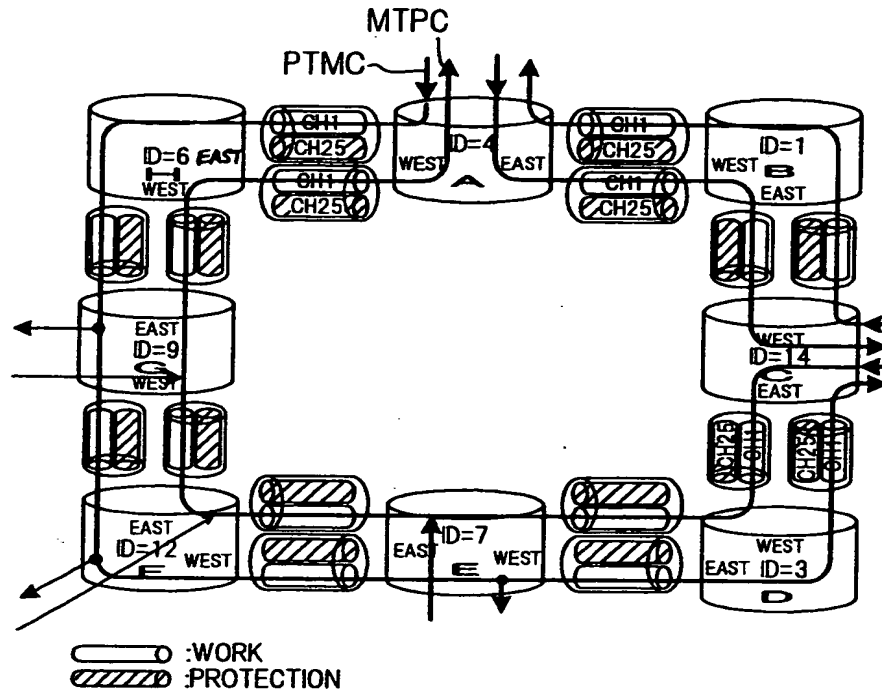 MTPC
PTMC
ID=6 EAST
H
WEST
CH1
CH25
CH1
CH25
ID=4
WEST EAST
A
CH1
CH25
CH1
CH25
ID=1
WEST
B
EAST
EAST
ID=9
G
WEST
WEST
ID=14
C
EAST
CH25
CH1
CH25
CH1
EAST
ID=12
WEST
F
ID=7
EAST
WEST
E
WEST
EAST ID=3
D
:WORK
:PROTECTION